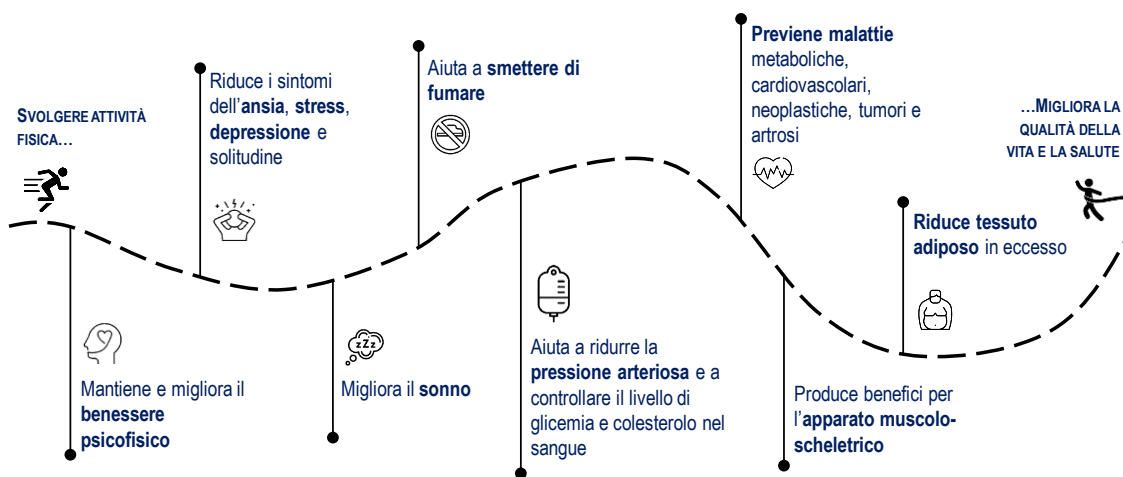 SVOLGERE ATTIVITÀ
FISICA…
Mantiene e migliora il
benessere
psicofisico
Riduce i sintomi
dell'ansia, stress,
depressione e
solitudine
zZz
Migliora il sonno
Aiuta a smettere di
fumare
Aiuta a ridurre la
pressione arteriosa e a
controllare il livello di
glicemia e colesterolo nel
sangue
Previene malattie
metaboliche,
cardiovascolari,
neoplastiche, tumori e
artrosi
Produce benefici per
l'apparato muscolo-
scheletrico
Riduce tessuto
adiposo in eccesso
…MIGLIORA LA
QUALITÀ DELLA
VITA E LA SALUTE